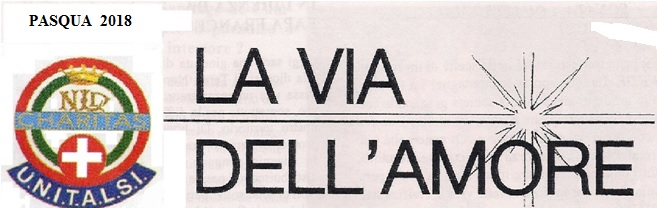 PASQUA 2018
LA VIA
DELL'AMORE
NLD
CHARITAS
U.N.I.T.A.L.S.I.